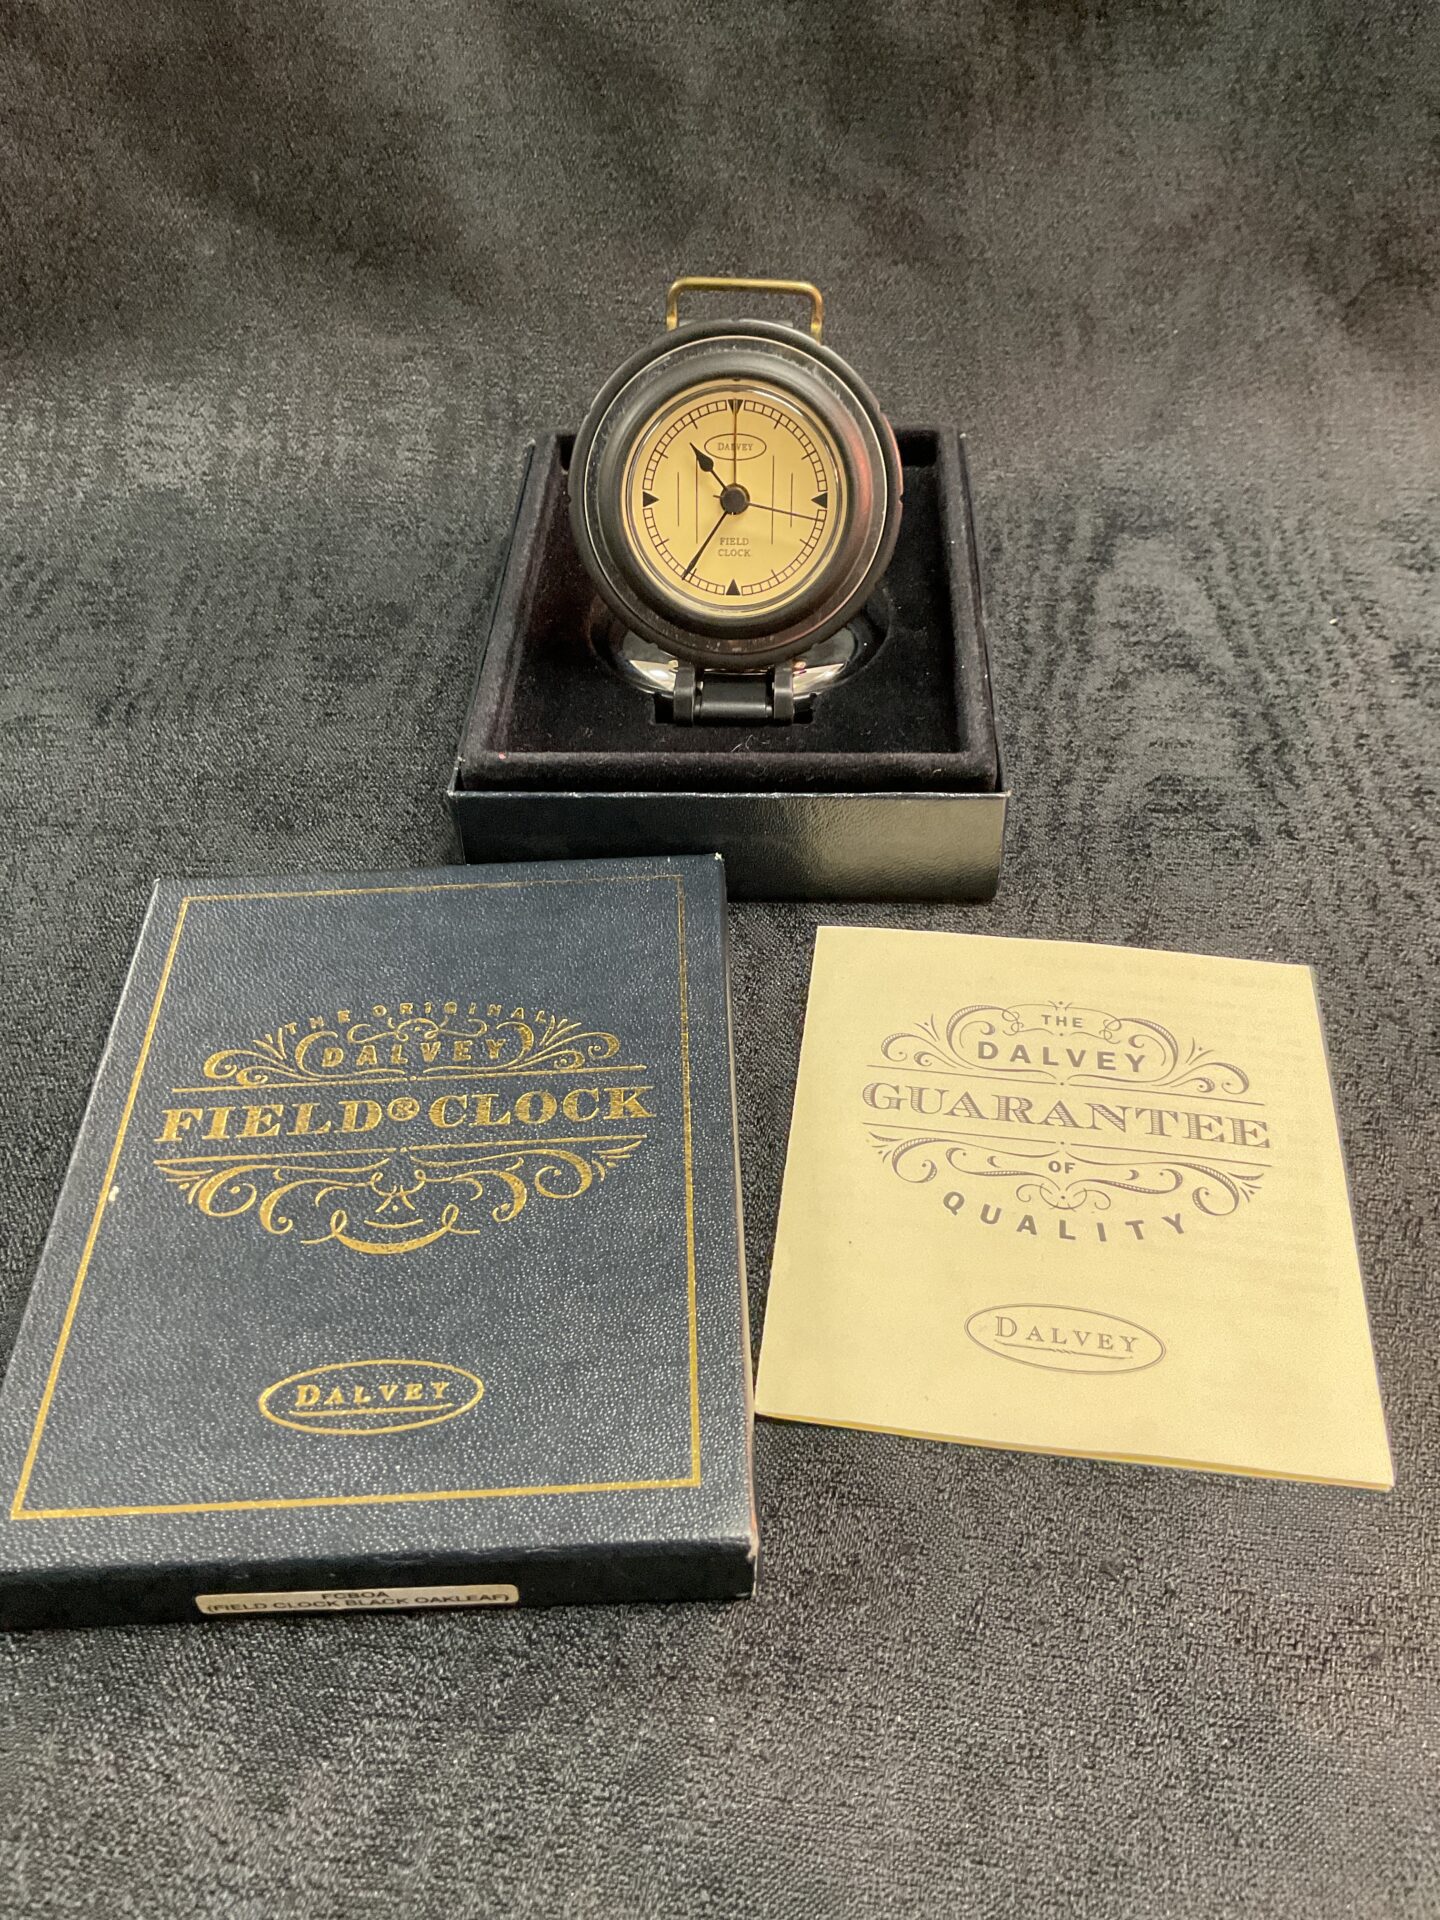 DALVEY
FIELD
CLOCK
THE ORIGINAL
DALVEY
FIELD® CLOCK
DALVEY
FCBOA
(FIELD CLOCK BLACK OAKLEAF)
THE
DALVEY
GUARANTEE
OF
QUALITY
DALVEY